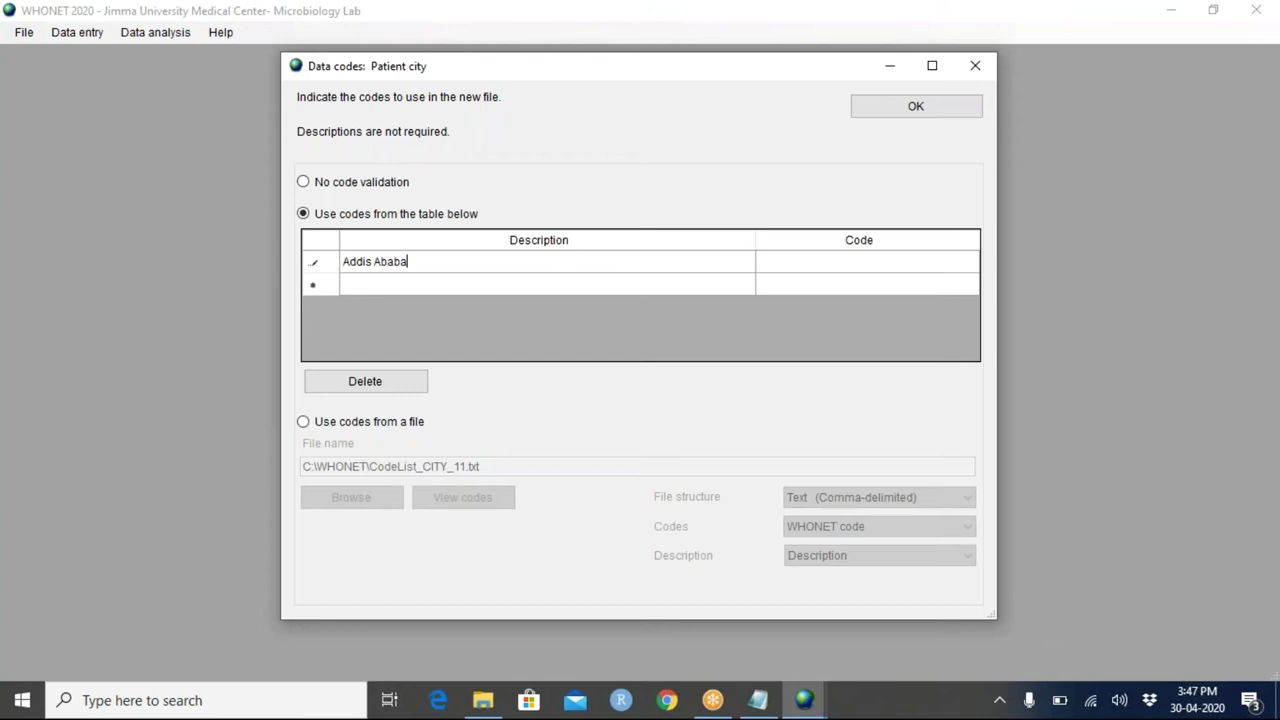 WHONET 2020 - Jimma University Medical Center- Microbiology Lab
File Data entry Data analysis Help
Data codes: Patient city
Indicate the codes to use in the new file.
OK
Descriptions are not required.
No code validation
Use codes from the table below
Description Code
Addis Ababa
Delete
Use codes from a file
File name
C:\WHONET\CodeList_CITY_11.txt
Browse View codes File structure Text (Comma-delimited)
Codes WHONET code
Description Description
Type here to search
R
3:47 PM
30-04-2020
3